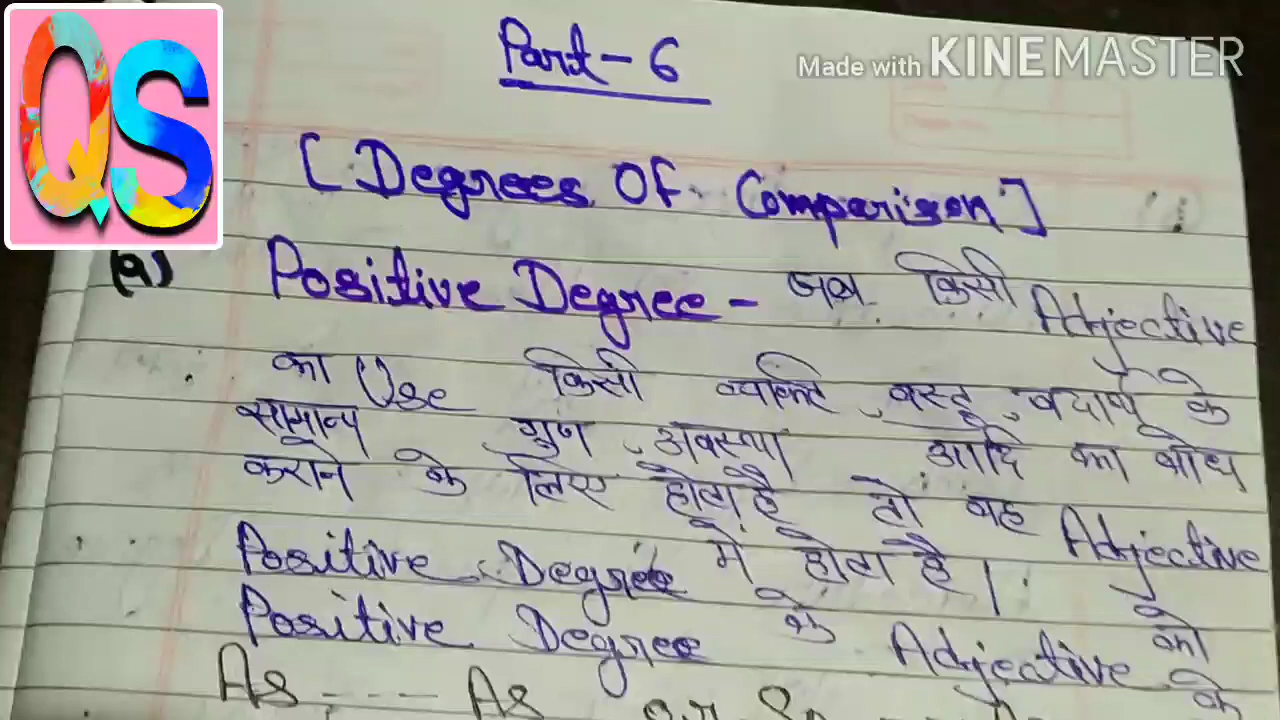 QS
Made with KINEMASTER
Part-6
[Degrees Of Comparison]
(a) Positive Degree - जब किसी Adjective
का Use किसी व्यक्ति, वस्तू, पदार्थ के
सामान्य गुण, अवस्था आदि का बोध
कराने के लिए होता है तो वह Adjective
Positive Degree में होता है।
Positive Degree के Adjective को
As ---- As के